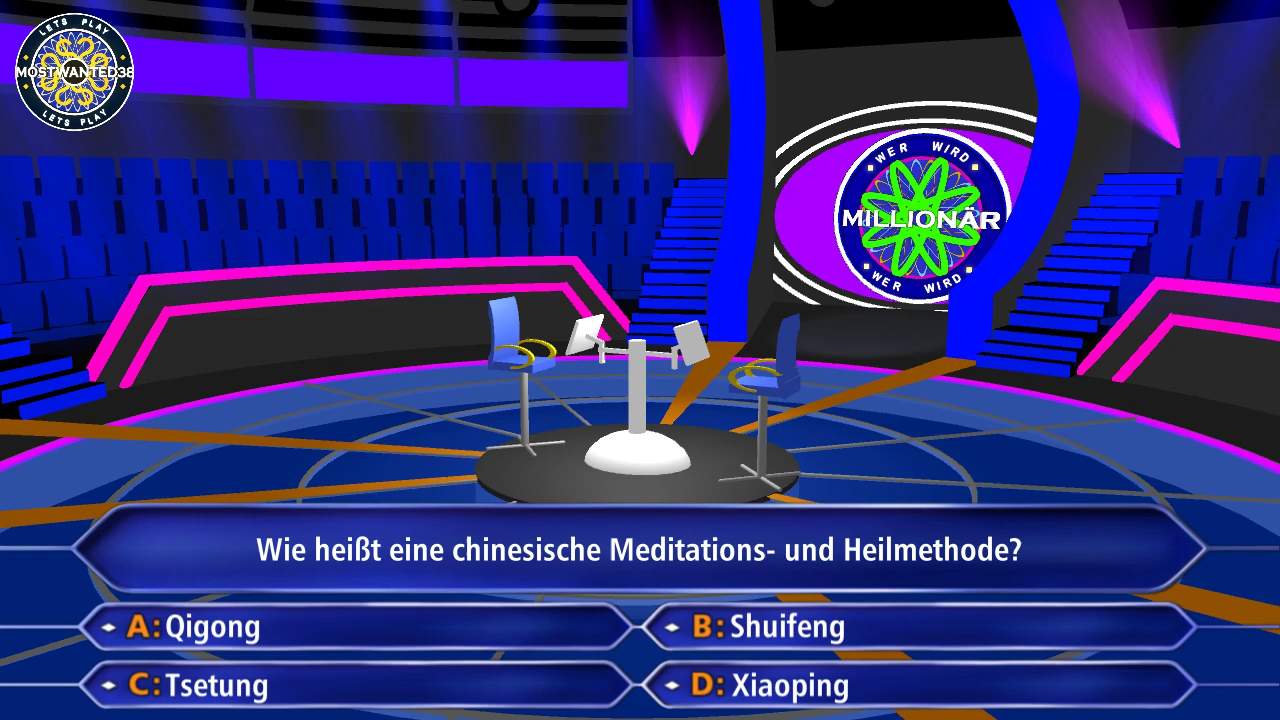 LETS PLAY
MOSTWANTED38
LETS PLAY
WER WIRD
MILLIONÄR
WER WIRD
Wie heißt eine chinesische Meditations- und Heilmethode?
A: Qigong
B: Shuifeng
C: Tsetung
D: Xiaoping